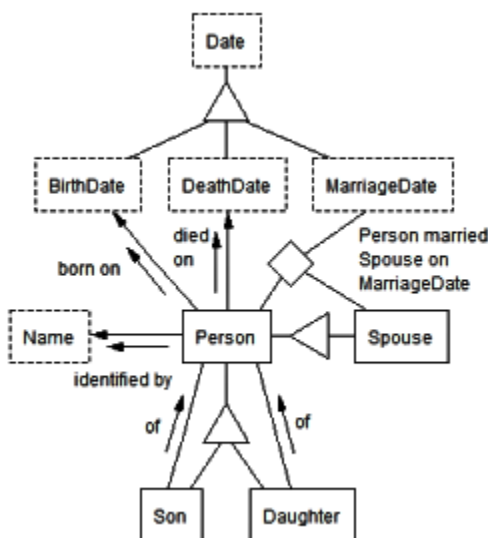 Date
BirthDate
DeathDate
MarriageDate
born on
died
on
Person married
Spouse on
MarriageDate
Name
Person
Spouse
identified by
of
of
Son
Daughter